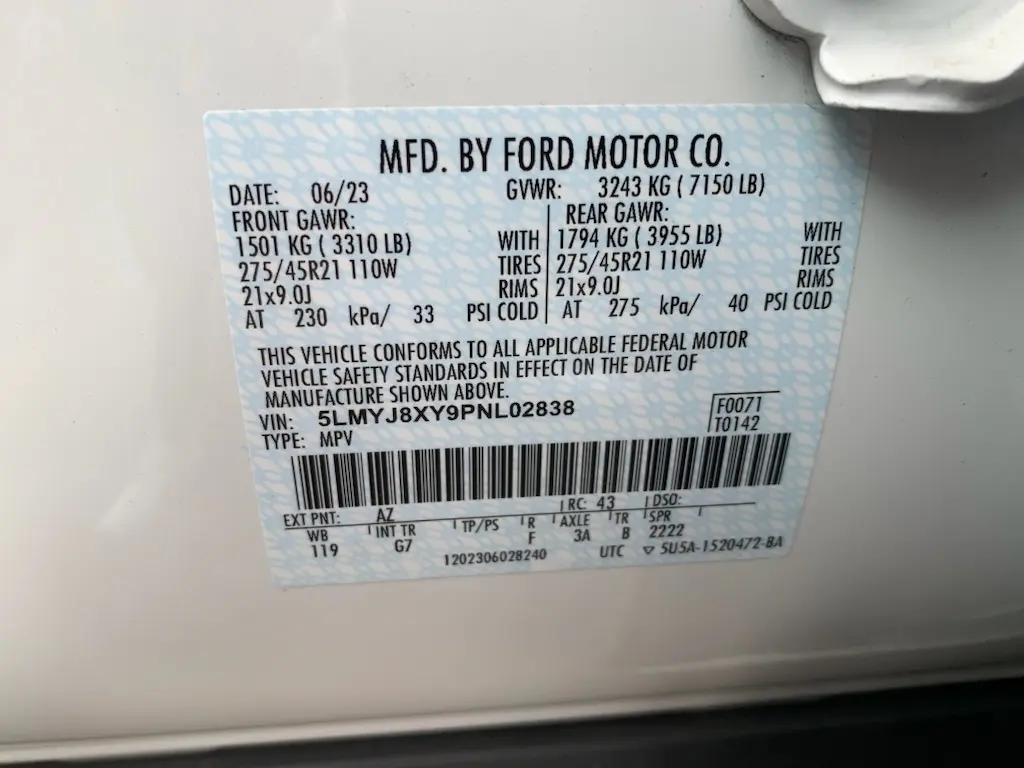 MFD. BY FORD MOTOR CO.
DATE: 06/23 GVWR: 3243 KG ( 7150 LB)
FRONT GAWR: REAR GAWR:
1501 KG ( 3310 LB) WITH 1794 KG ( 3955 LB) WITH
275/45R21 110W TIRES 275/45R21 110W TIRES
21x9.0J RIMS 21x9.0J RIMS
AT 230 kPa/ 33 PSI COLD AT 275 kPa/ 40 PSI COLD
THIS VEHICLE CONFORMS TO ALL APPLICABLE FEDERAL MOTOR
VEHICLE SAFETY STANDARDS IN EFFECT ON THE DATE OF
MANUFACTURE SHOWN ABOVE.
VIN: 5LMYJ8XY9PNL02838 F0071
TYPE: MPV T0142
EXT PNT: AZ RC: 43 DSO:
WB INT TR TP/PS R AXLE TR SPR
119 G7 F 3A B 2222
1202306028240 UTC ▽ 5U5A-1520472-BA